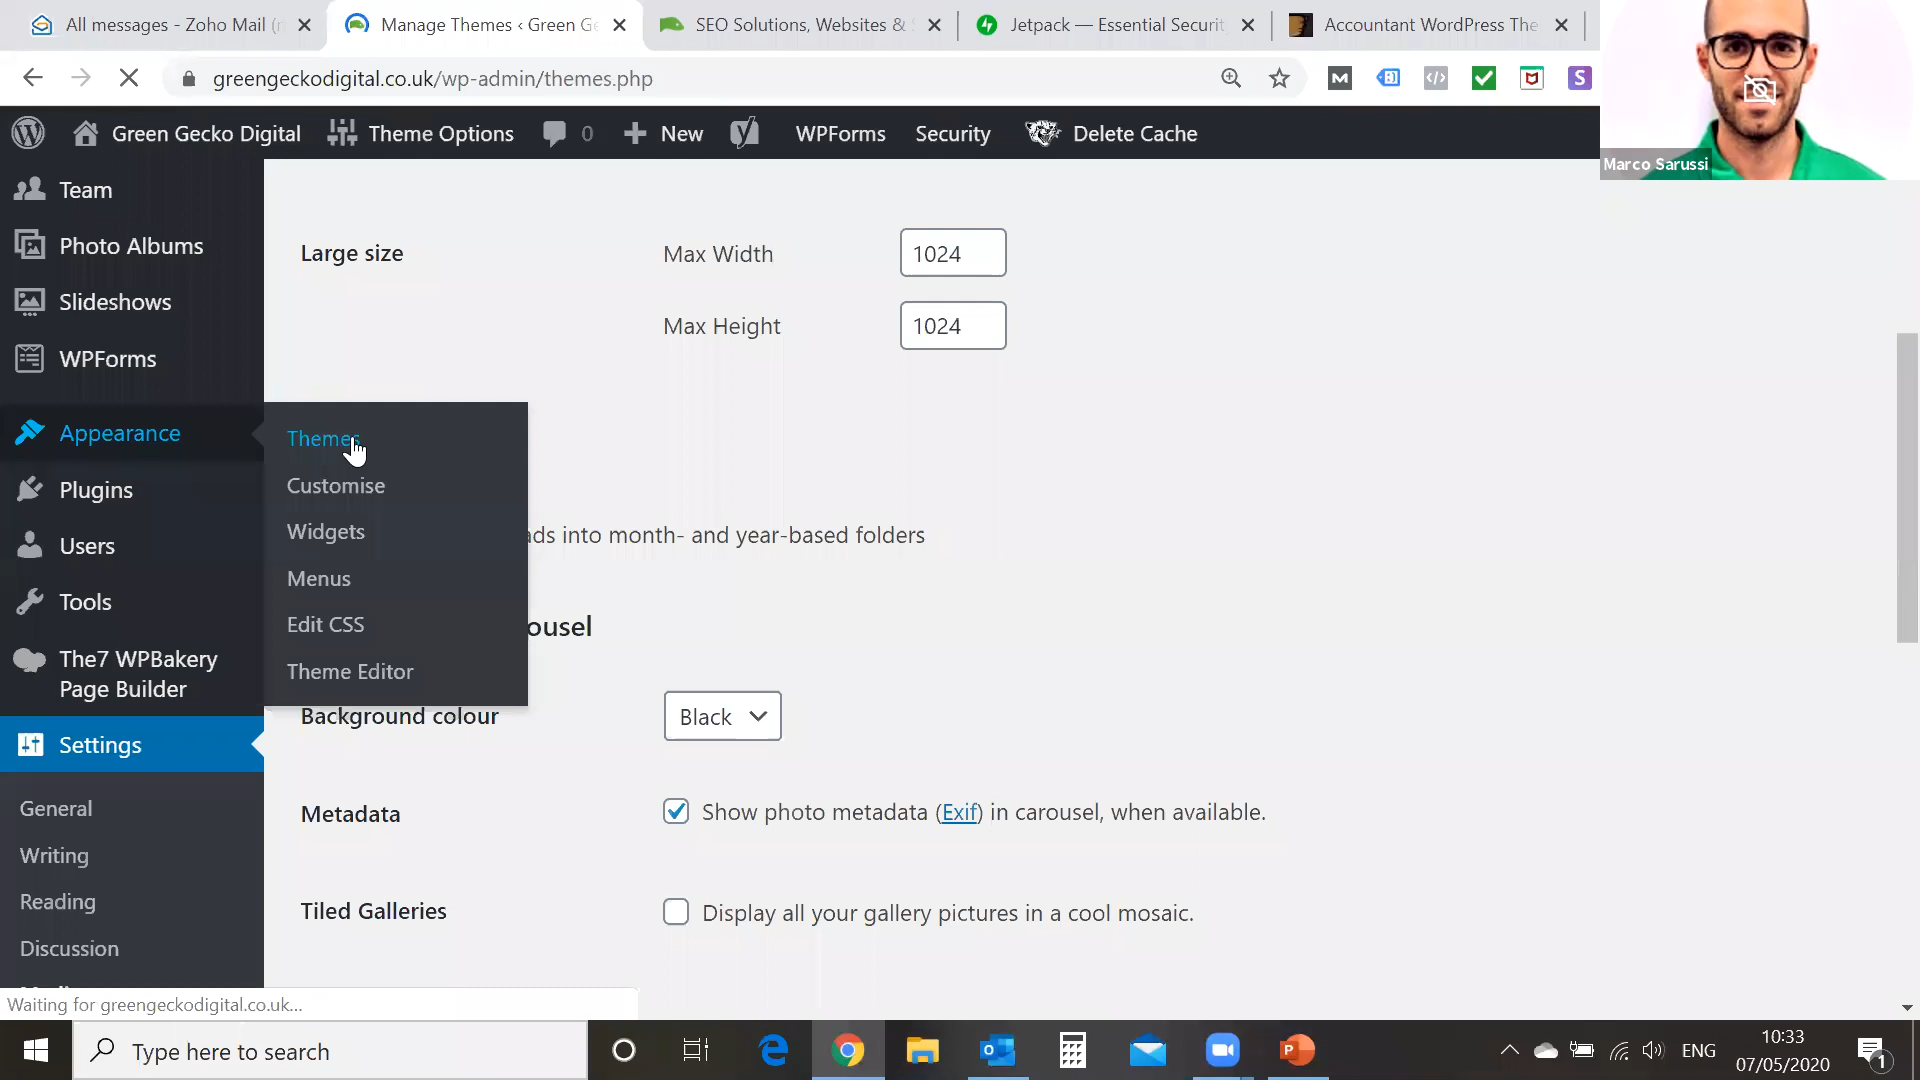 All messages - Zoho Mail (
Manage Themes ‹ Green Ge
SEO Solutions, Websites &
Jetpack — Essential Securit
Accountant WordPress The
greengeckodigital.co.uk/wp-admin/themes.php
Marco Sarussi
Green Gecko Digital
Theme Options
0
New
WPForms
Security
Delete Cache
Team
Photo Albums
Slideshows
WPForms
Appearance
Plugins
Users
Tools
The7 WPBakery
Page Builder
Settings
General
Writing
Reading
Discussion
Themes
Customise
Widgets
Menus
Edit CSS
Theme Editor
Large size
Max Width
1024
Max Height
1024
ds into month- and year-based folders
ousel
Background colour
Black
Metadata
Show photo metadata (Exif) in carousel, when available.
Tiled Galleries
Display all your gallery pictures in a cool mosaic.
Waiting for greengeckodigital.co.uk...
Type here to search
ENG
10:33
07/05/2020
1